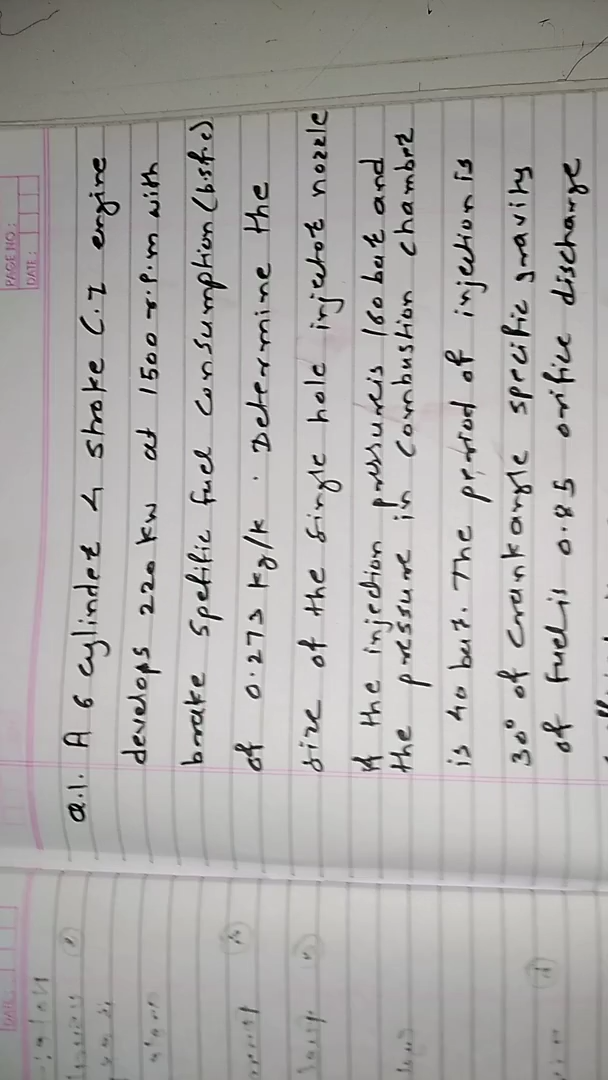 PAGE NO.:
DATE:
Q.1. A 6 cylinder 4 stroke C.I engine
develops 220 kw at 1500 r.p.m with
brake spefific fuel consumption (bsfc)
of 0.273 kg/k. Determine the
size of the single hole injector nozzle
if the injection pressure is 160 bar and
the pressure in combustion chamber
is 40 bar. The period of injection is
30° of crank angle specific gravity
of fuel is 0.85 orifice discharge
DATE